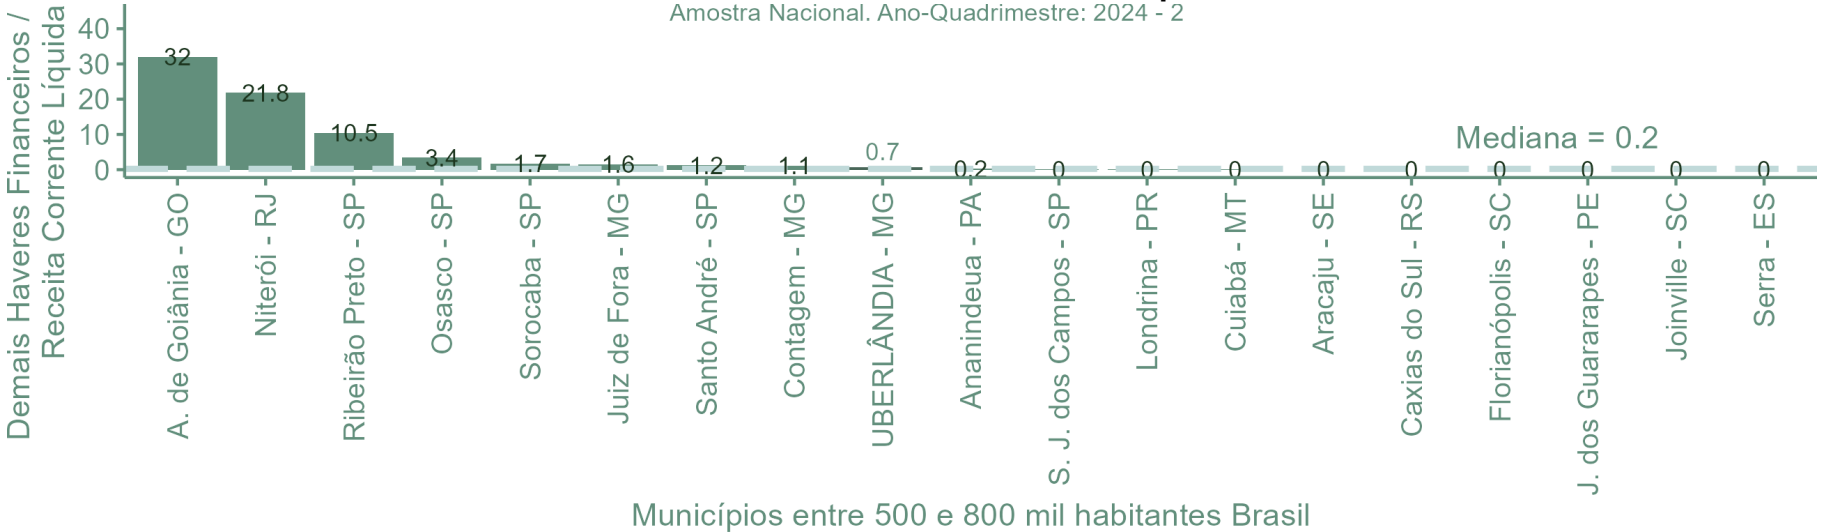 Amostra Nacional. Ano-Quadrimestre: 2024 - 2
Demais Haveres Financeiros /
Receita Corrente Líquida
40
30
20
10
0
32
21.8
10.5
3.4
1.7
1.6
1.2
1.1
0.7
0.2
0
0
0
0
0
0
0
0
0
Mediana = 0.2
A. de Goiânia - GO
Niterói - RJ
Ribeirão Preto - SP
Osasco - SP
Sorocaba - SP
Juiz de Fora - MG
Santo André - SP
Contagem - MG
UBERLÂNDIA - MG
Ananindeua - PA
S. J. dos Campos - SP
Londrina - PR
Cuiabá - MT
Aracaju - SE
Caxias do Sul - RS
Florianópolis - SC
J. dos Guararapes - PE
Joinville - SC
Serra - ES
Municípios entre 500 e 800 mil habitantes Brasil